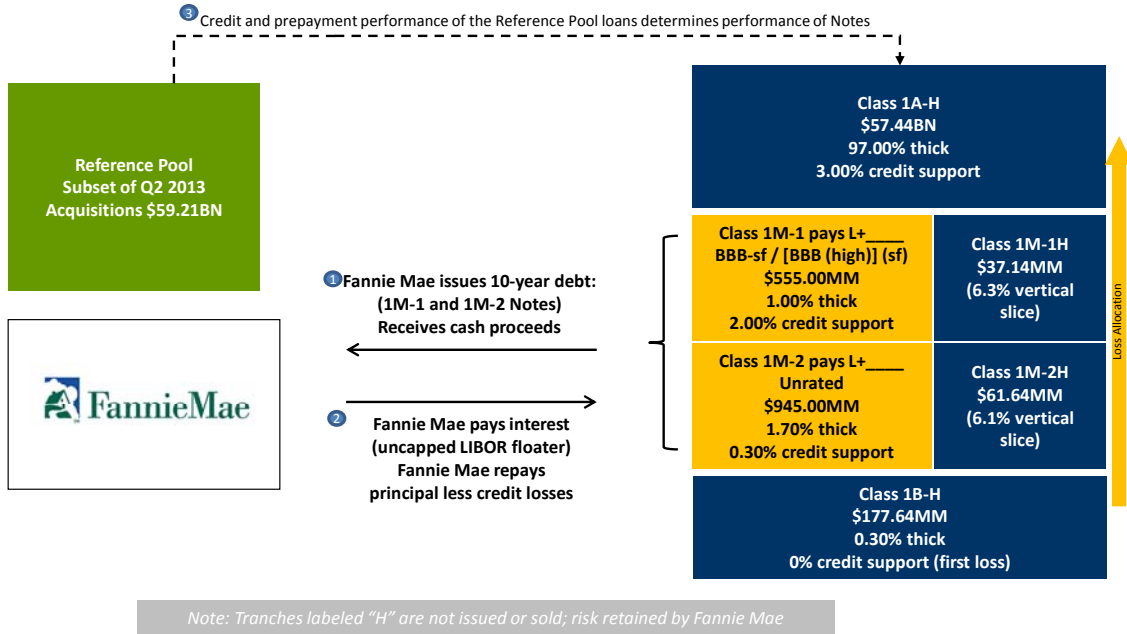 3 Credit and prepayment performance of the Reference Pool loans determines performance of Notes
Reference Pool
Subset of Q2 2013
Acquisitions $59.21BN
FannieMae
1 Fannie Mae issues 10-year debt:
(1M-1 and 1M-2 Notes)
Receives cash proceeds
2 Fannie Mae pays interest
(uncapped LIBOR floater)
Fannie Mae repays
principal less credit losses
Class 1A-H
$57.44BN
97.00% thick
3.00% credit support
Class 1M-1 pays L+____
BBB-sf / [BBB (high)] (sf)
$555.00MM
1.00% thick
2.00% credit support
Class 1M-1H
$37.14MM
(6.3% vertical
slice)
Class 1M-2 pays L+____
Unrated
$945.00MM
1.70% thick
0.30% credit support
Class 1M-2H
$61.64MM
(6.1% vertical
slice)
Class 1B-H
$177.64MM
0.30% thick
0% credit support (first loss)
Loss Allocation
Note: Tranches labeled “H” are not issued or sold; risk retained by Fannie Mae